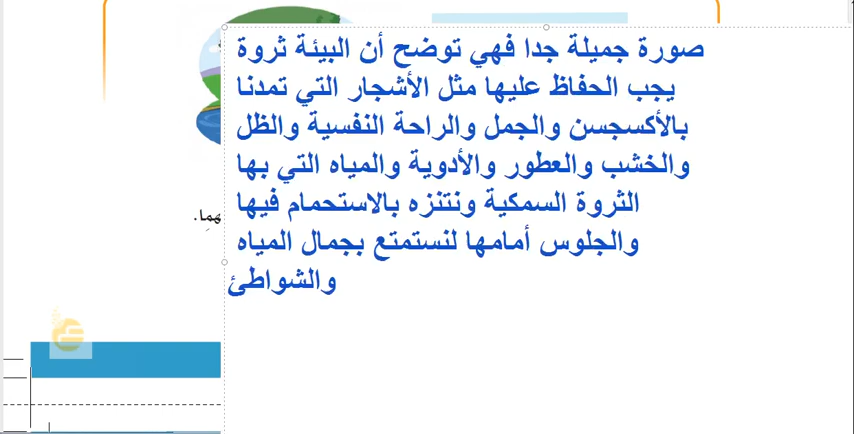 صورة جميلة جدا فهي توضح أن البيئة ثروة
يجب الحفاظ عليها مثل الأشجار التي تمدنا
بالأكسجسن والجمل والراحة النفسية والظل
والخشب والعطور والأدوية والمياه التي بها
الثروة السمكية ونتنزه بالاستحمام فيها
والجلوس أمامها لنستمتع بجمال المياه
والشواطئ